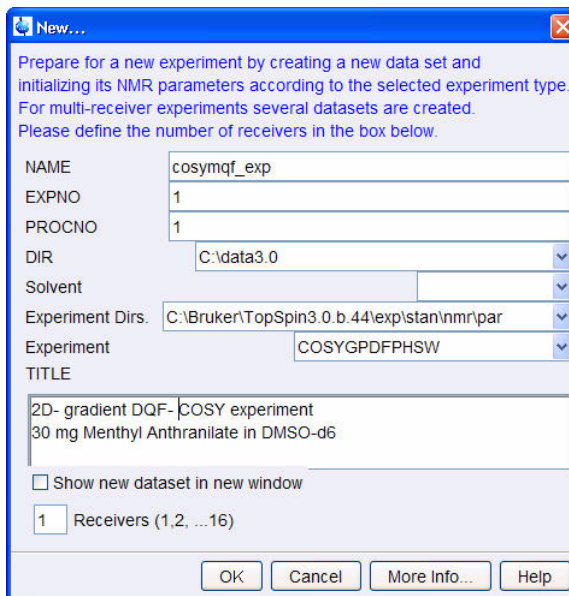 New...
Prepare for a new experiment by creating a new data set and
initializing its NMR parameters according to the selected experiment type.
For multi-receiver experiments several datasets are created.
Please define the number of receivers in the box below.
NAME cosymqf_exp
EXPNO 1
PROCNO 1
DIR C:\data3.0
Solvent
Experiment Dirs. C:\Bruker\TopSpin3.0.b.44\exp\stan\nmr\par
Experiment COSYGPDFPHSW
TITLE
2D- gradient DQF- COSY experiment
30 mg Menthyl Anthranilate in DMSO-d6
Show new dataset in new window
1 Receivers (1,2, ...16)
OK Cancel More Info... Help